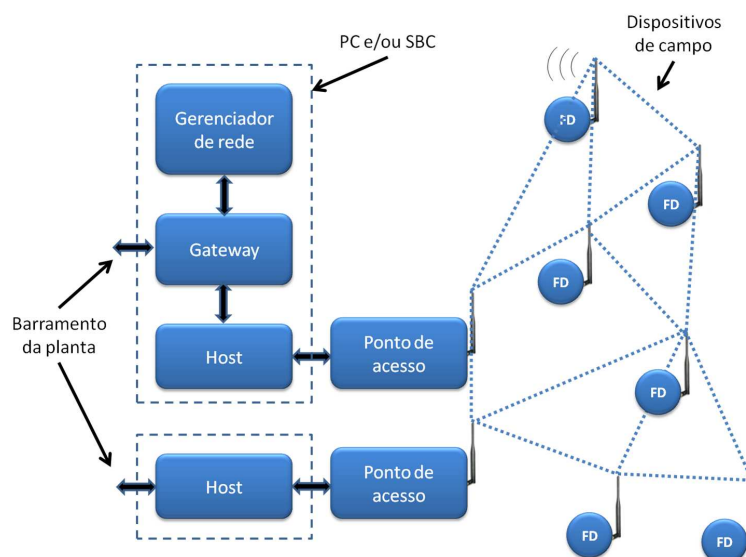 PC e/ou SBC
Dispositivos
de campo
Gerenciador
de rede
FD
FD
Gateway
FD
Barramento
da planta
Host
Ponto de
acesso
FD
Host
Ponto de
acesso
FD
FD